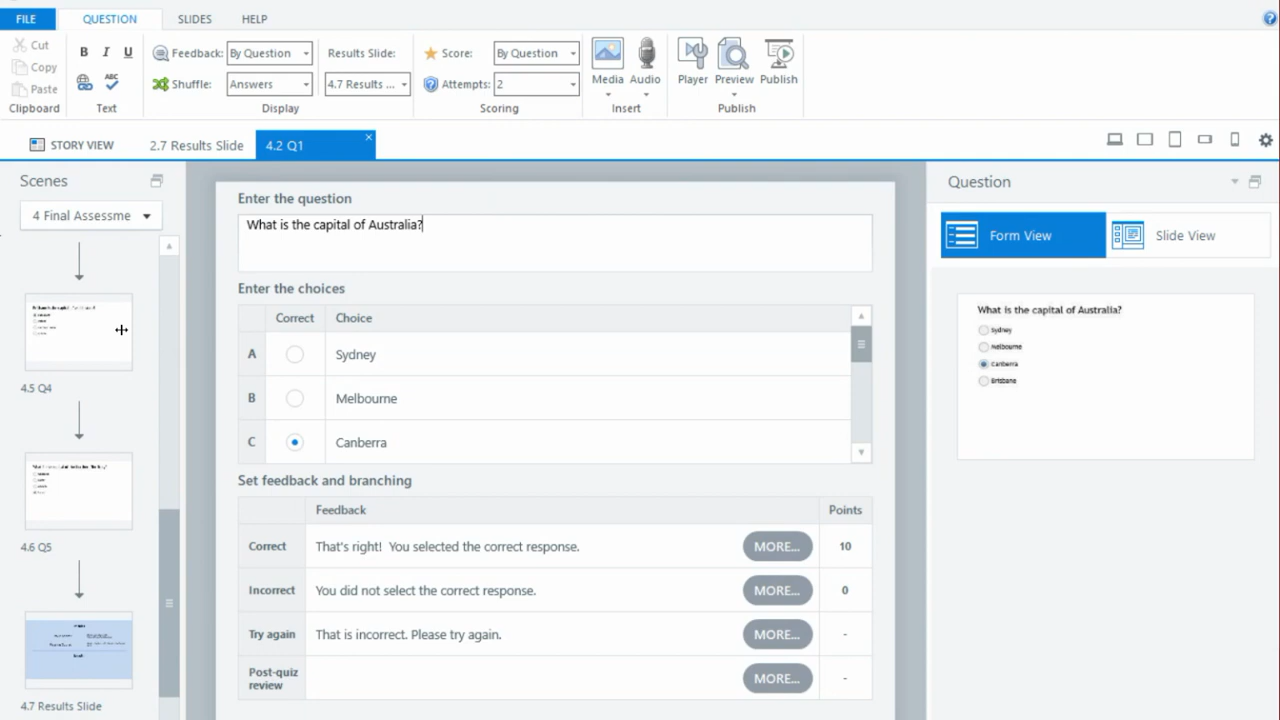 FILE QUESTION SLIDES HELP
Cut
Copy
Paste
Clipboard
B I U
ABC
Text
Feedback: By Question
Shuffle: Answers
Results Slide:
4.7 Results ...
Display
Score: By Question
Attempts: 2
Scoring
Media Audio
Insert
Player Preview Publish
Publish
STORY VIEW 2.7 Results Slide 4.2 Q1
Scenes
4 Final Assessme
4.5 Q4
4.6 Q5
4.7 Results Slide
Enter the question
What is the capital of Australia?
Enter the choices
Correct Choice
A Sydney
B Melbourne
C Canberra
Set feedback and branching
Feedback Points
Correct That's right! You selected the correct response. MORE... 10
Incorrect You did not select the correct response. MORE... 0
Try again That is incorrect. Please try again. MORE... -
Post-quiz
review MORE... -
Question
Form View Slide View
What is the capital of Australia?
Sydney
Melbourne
Canberra
Brisbane